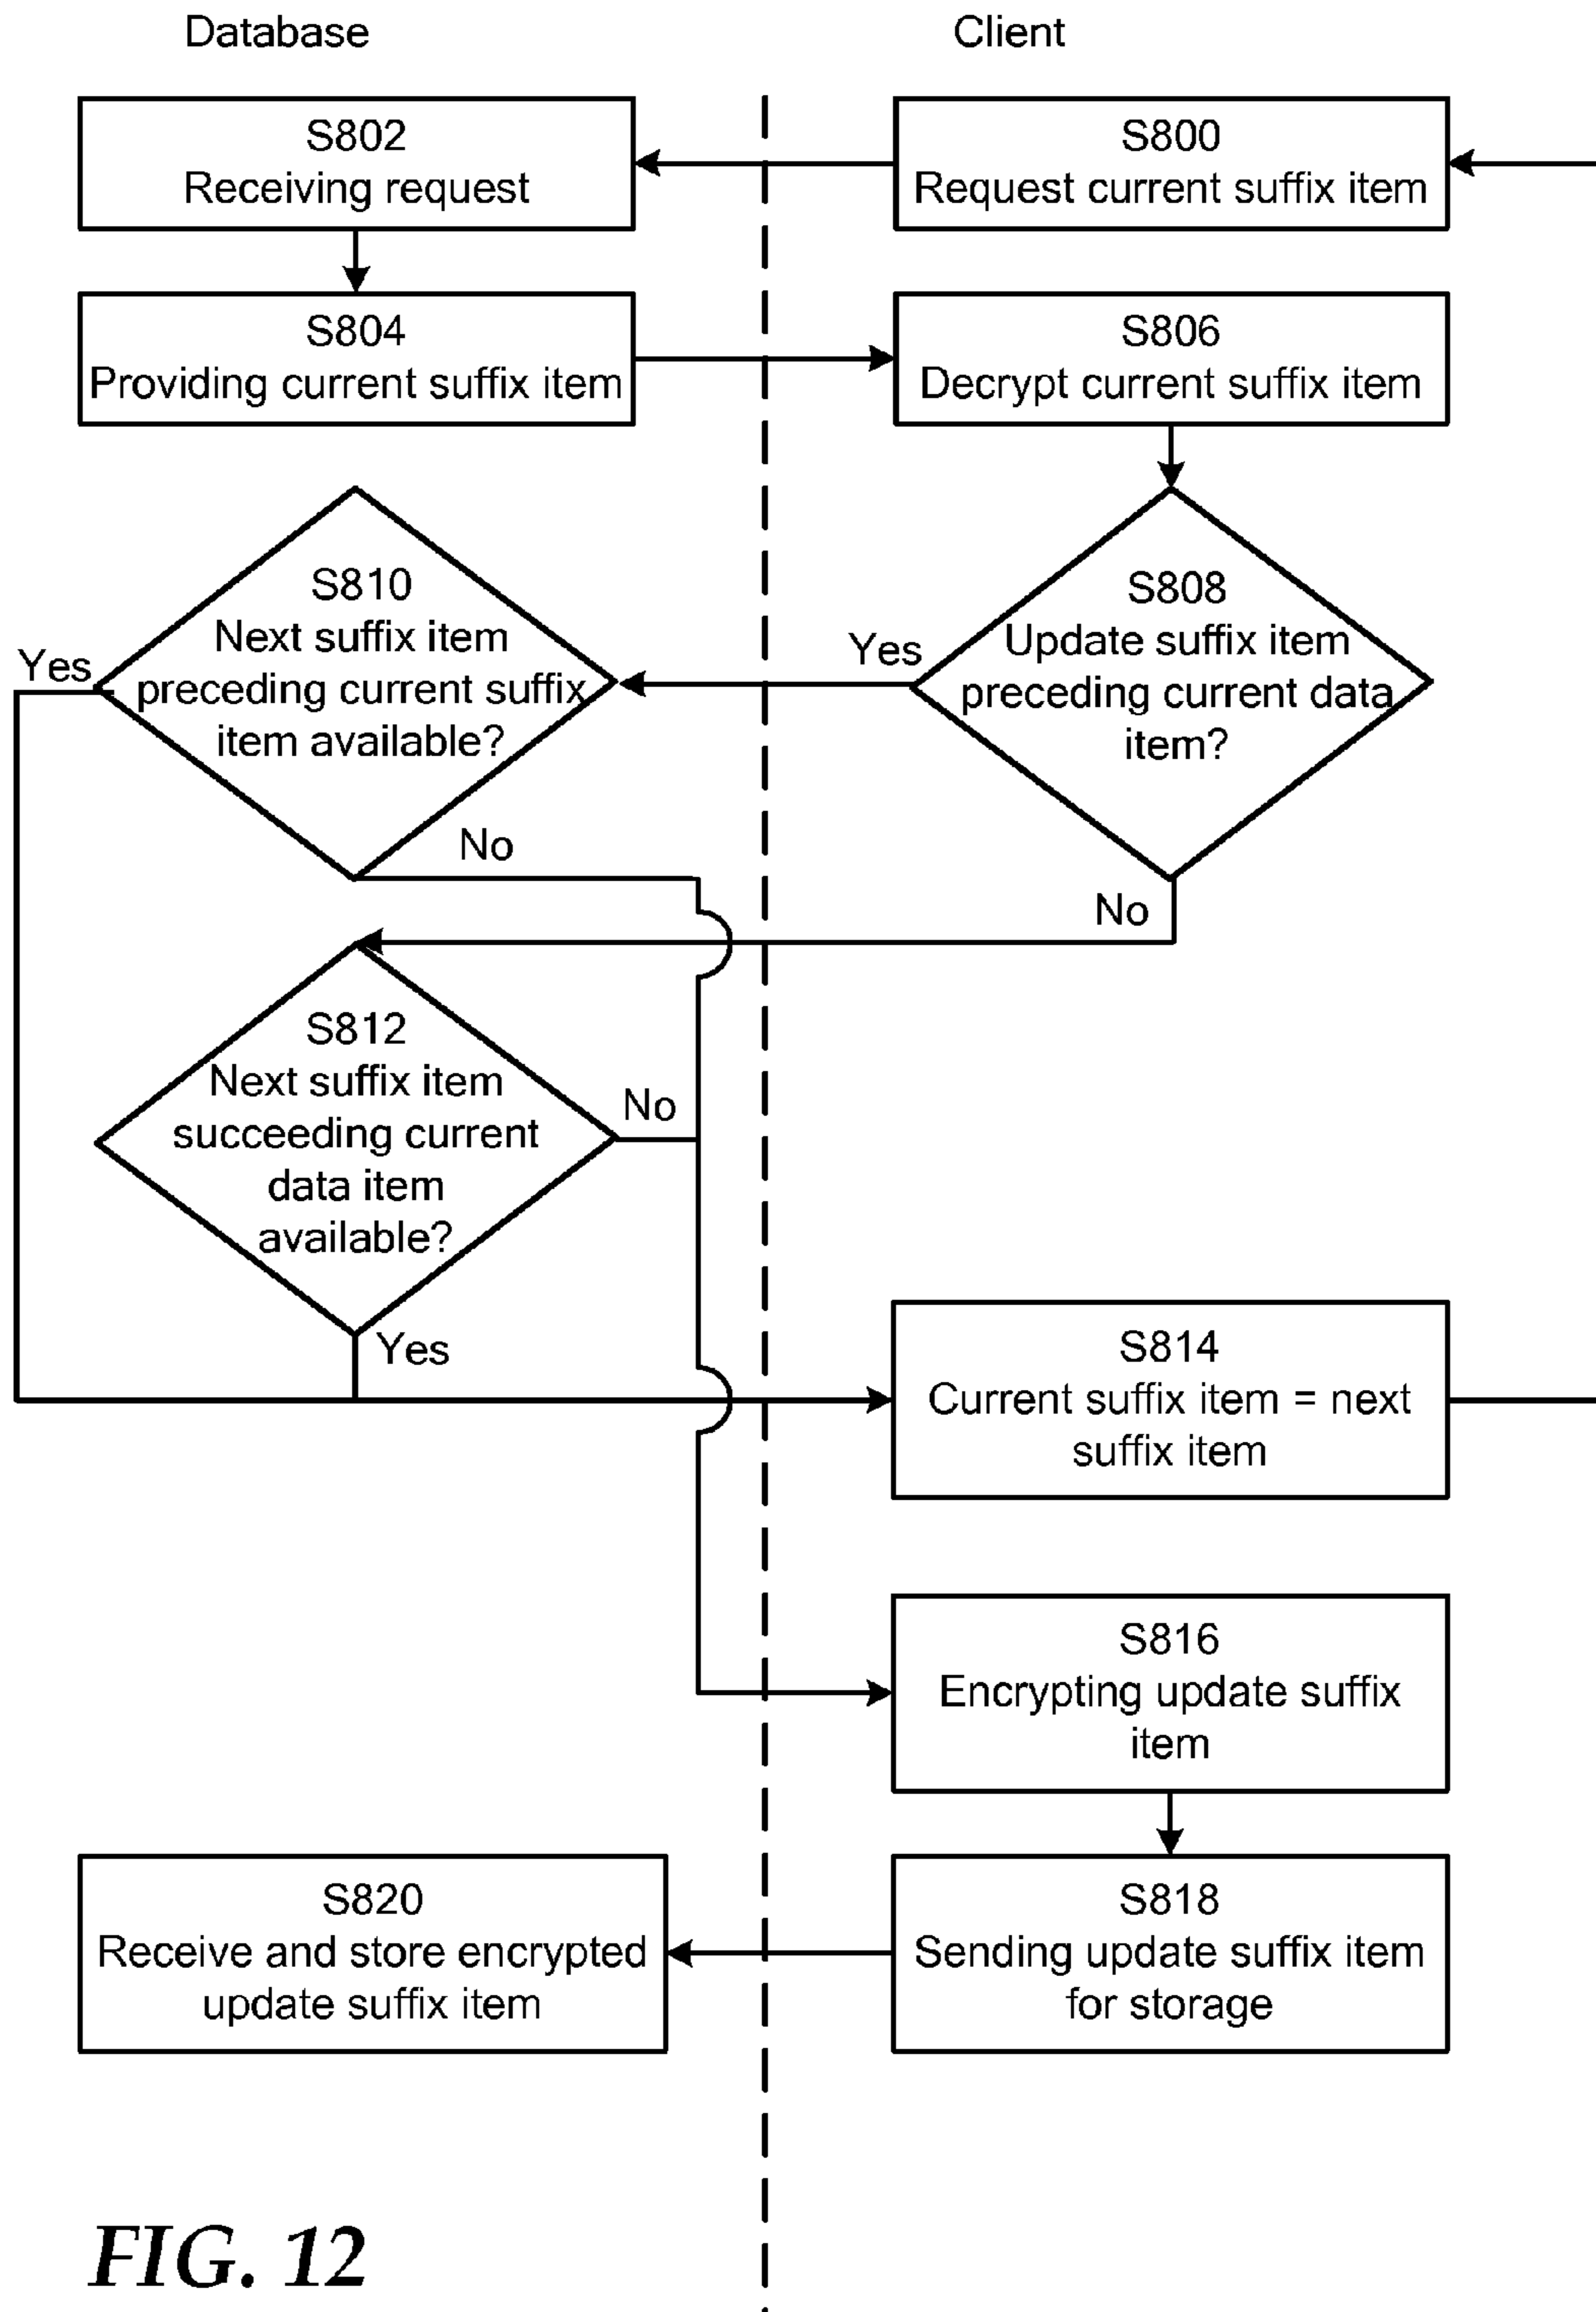 Database
Client
S802
Receiving request
S800
Request current suffix item
S804
Providing current suffix item
S806
Decrypt current suffix item
S810
Next suffix item
preceding current suffix
item available?
Yes
S808
Update suffix item
preceding current data
item?
Yes
No
No
S812
Next suffix item
succeeding current
data item
available?
No
Yes
S814
Current suffix item = next
suffix item
S816
Encrypting update suffix
item
S820
Receive and store encrypted
update suffix item
S818
Sending update suffix item
for storage
FIG. 12